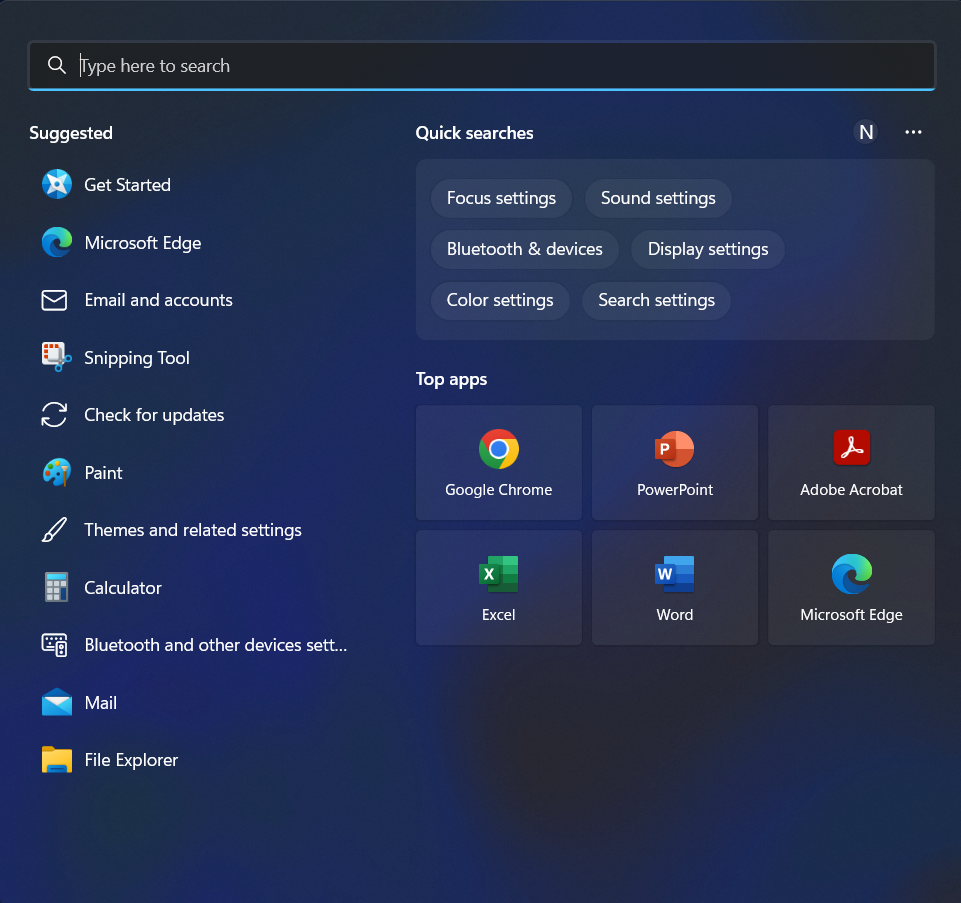 Type here to search
Suggested
Get Started
Microsoft Edge
Email and accounts
Snipping Tool
Check for updates
Paint
Themes and related settings
Calculator
Bluetooth and other devices sett...
Mail
File Explorer
Quick searches
N
Focus settings
Sound settings
Bluetooth & devices
Display settings
Color settings
Search settings
Top apps
Google Chrome
PowerPoint
Adobe Acrobat
Excel
Word
Microsoft Edge